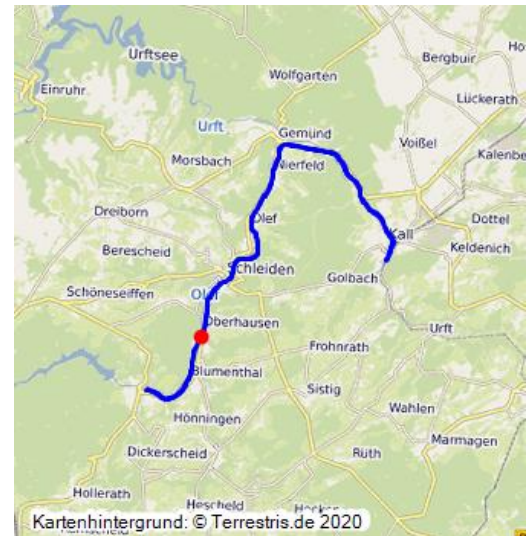 Urftsee
Bergbuir
Wolfgarten
Einruhr
Lückerath
Urft
Gemünd
Voißel
Morsbach
Nierfeld
Kalenbe
Dreiborn
Olef
Dottel
Kall
Berescheid
Keldenich
Schleiden
Golbach
Schöneseiffen
Oberhausen
Urft
Frohnrath
Blumenthal
Sistig
Wahlen
Hönningen
Marmagen
Dickerscheid
Rüth
Hollerath
Hescheld
Kartenhintergrund: © Terrestris.de 2020